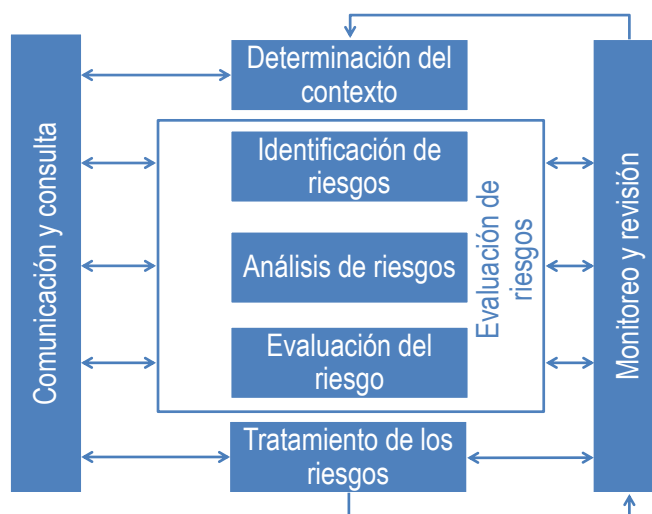 Comunicación y consulta
Determinación del
contexto
Identificación de
riesgos
Análisis de riesgos
Evaluación del
riesgo
Evaluación de
riesgos
Tratamiento de los
riesgos
Monitoreo y revisión